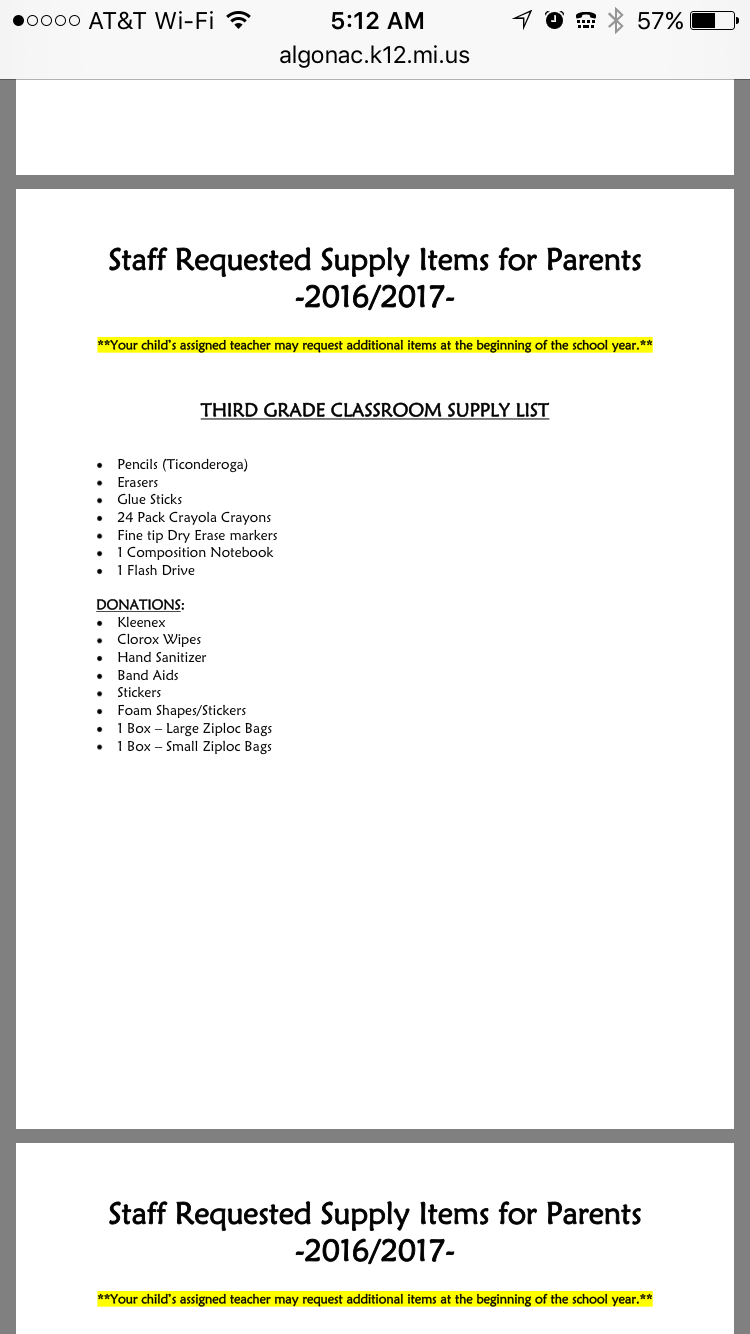 AT&T Wi-Fi 5:12 AM 57%
algonac.k12.mi.us
Staff Requested Supply Items for Parents
-2016/2017-
**Your child's assigned teacher may request additional items at the beginning of the school year.**
THIRD GRADE CLASSROOM SUPPLY LIST
• Pencils (Ticonderoga)
• Erasers
• Glue Sticks
• 24 Pack Crayola Crayons
• Fine tip Dry Erase markers
• 1 Composition Notebook
• 1 Flash Drive
DONATIONS:
• Kleenex
• Clorox Wipes
• Hand Sanitizer
• Band Aids
• Stickers
• Foam Shapes/Stickers
• 1 Box – Large Ziploc Bags
• 1 Box – Small Ziploc Bags
Staff Requested Supply Items for Parents
-2016/2017-
**Your child's assigned teacher may request additional items at the beginning of the school year.**